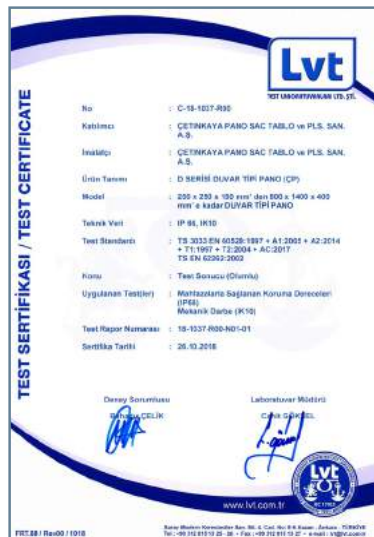 Lvt
TEST LABORATUVARLARI LTD. ŞTİ.
TEST SERTİFİKASI / TEST CERTIFICATE
No : C-18-1037-R00
Katılımcı : ÇETİNKAYA PANO SAC TABLO ve PLS. SAN.
A.Ş.
İmalatçı : ÇETİNKAYA PANO SAC TABLO ve PLS. SAN.
A.Ş.
Ürün Tanımı : D SERİSİ DUVAR TİPİ PANO (ÇP)
Model : 250 x 250 x 150 mm' den 800 x 1400 x 400
mm' e kadar DUVAR TİPİ PANO
Teknik Veri : IP 66, IK10
Test Standardı : TS 3033 EN 60529:1997 + A1:2005 + A2:2014
+ T1:1997 + T2:2004 + AC:2017
TS EN 62262:2002
Konu : Test Sonucu (Olumlu)
Uygulanan Test(ler) : Mahfazalarla Sağlanan Koruma Dereceleri
(IP66)
Mekanik Darbe (IK10)
Test Rapor Numarası : 18-1037-R00-N01-01
Sertifika Tarihi : 26.10.2018
Deney Sorumlusu
ÇELİK
Laboratuvar Müdürü
Cahit
Lvt
www.lvt.com.tr
FRT.28 / Rev00 / 1018